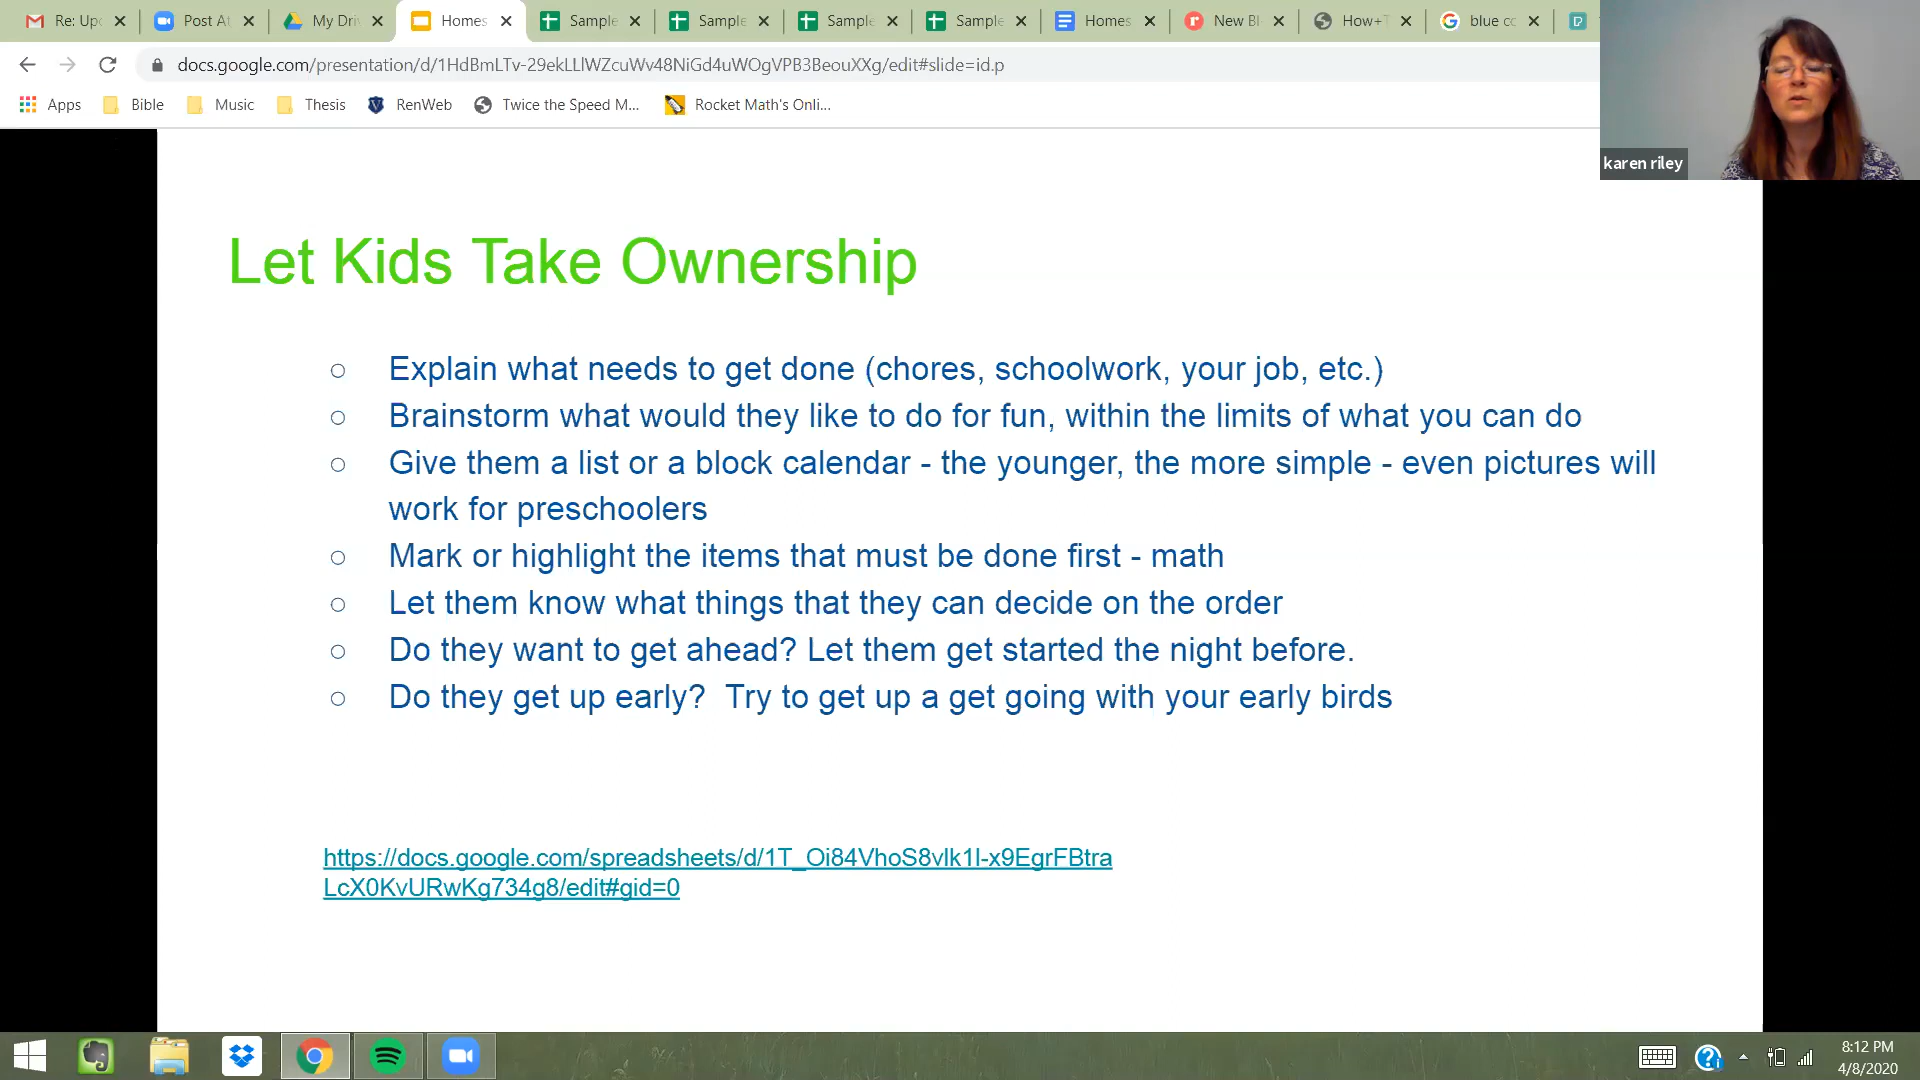 Re: Up
Post A
My Dri
Homes
Sample
Sample
Sample
Sample
Homes
New Bl
How+T
blue co
docs.google.com/presentation/d/1HdBmLTv-29ekLLlWZcuWv48NiGd4uWOgVPB3BeouXXg/edit#slide=id.p
Apps Bible Music Thesis RenWeb Twice the Speed M... Rocket Math's Onli...
karen riley
Let Kids Take Ownership
○ Explain what needs to get done (chores, schoolwork, your job, etc.)
○ Brainstorm what would they like to do for fun, within the limits of what you can do
○ Give them a list or a block calendar - the younger, the more simple - even pictures will
work for preschoolers
○ Mark or highlight the items that must be done first - math
○ Let them know what things that they can decide on the order
○ Do they want to get ahead? Let them get started the night before.
○ Do they get up early?  Try to get up a get going with your early birds
https://docs.google.com/spreadsheets/d/1T_Oi84VhoS8vlk1l-x9EgrFBtra
LcX0KvURwKg734g8/edit#gid=0
8:12 PM
4/8/2020